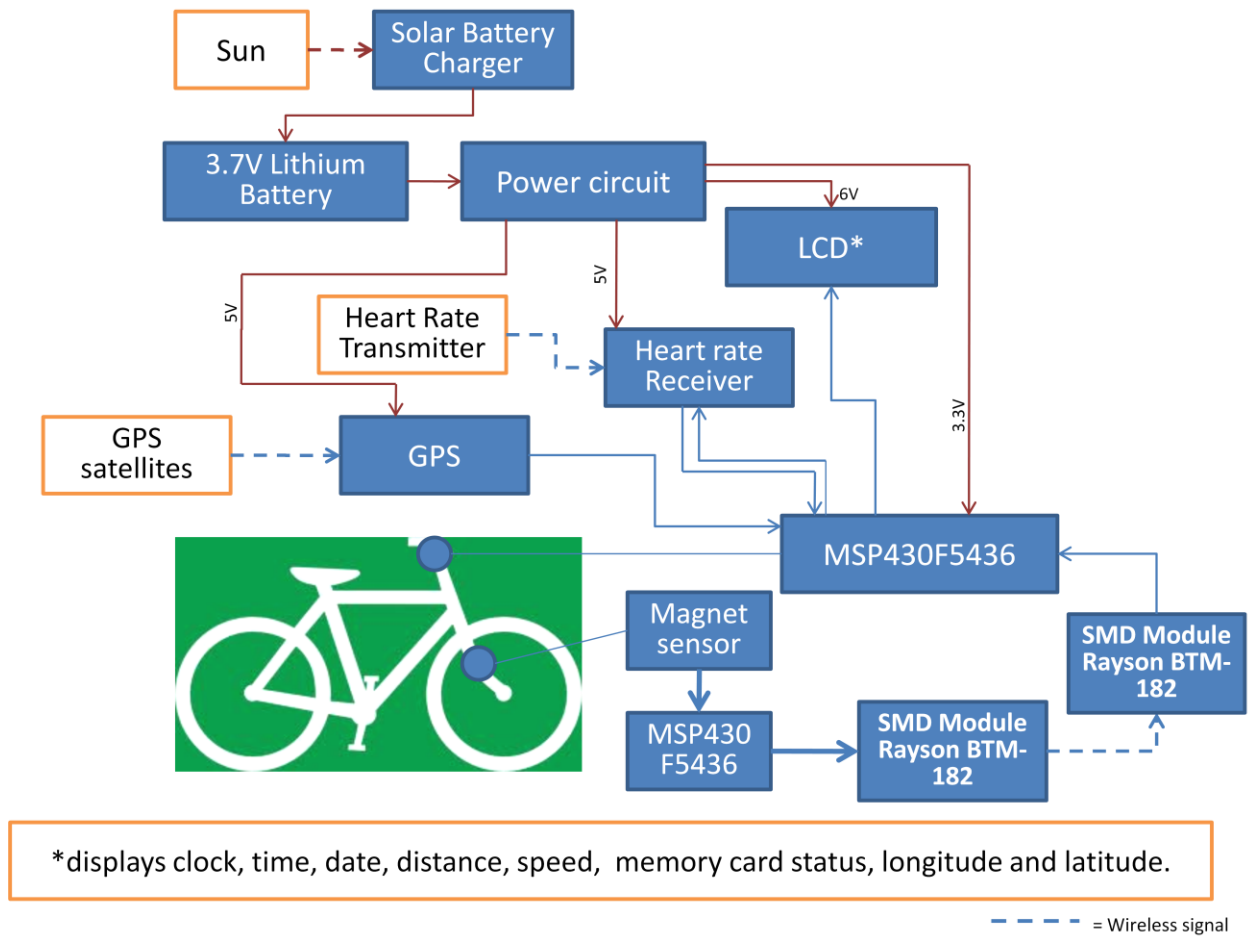 Sun
Solar Battery
Charger
3.7V Lithium
Battery
Power circuit
6V
LCD*
5V
5V
Heart Rate
Transmitter
Heart rate
Receiver
3.3V
GPS
satellites
GPS
MSP430F5436
Magnet
sensor
SMD Module
Rayson BTM-
182
MSP430
F5436
SMD Module
Rayson BTM-
182
*displays clock, time, date, distance, speed,  memory card status, longitude and latitude.
= Wireless signal